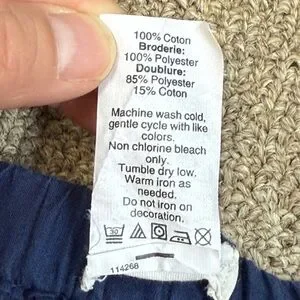 100% Coton
Broderie:
100% Polyester
Doublure:
85% Polyester
15% Coton
Machine wash cold,
gentle cycle with like
colors.
Non chlorine bleach
only.
Tumble dry low.
Warm iron as
needed.
Do not iron on
decoration.
30
114268